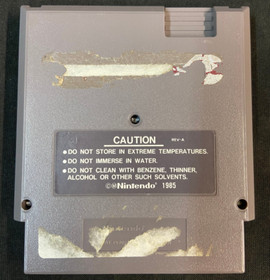 CAUTION
REV-A
•DO NOT STORE IN EXTREME TEMPERATURES.
•DO NOT IMMERSE IN WATER.
•DO NOT CLEAN WITH BENZENE, THINNER,
ALCOHOL OR OTHER SUCH SOLVENTS.
©®Nintendo® 1985